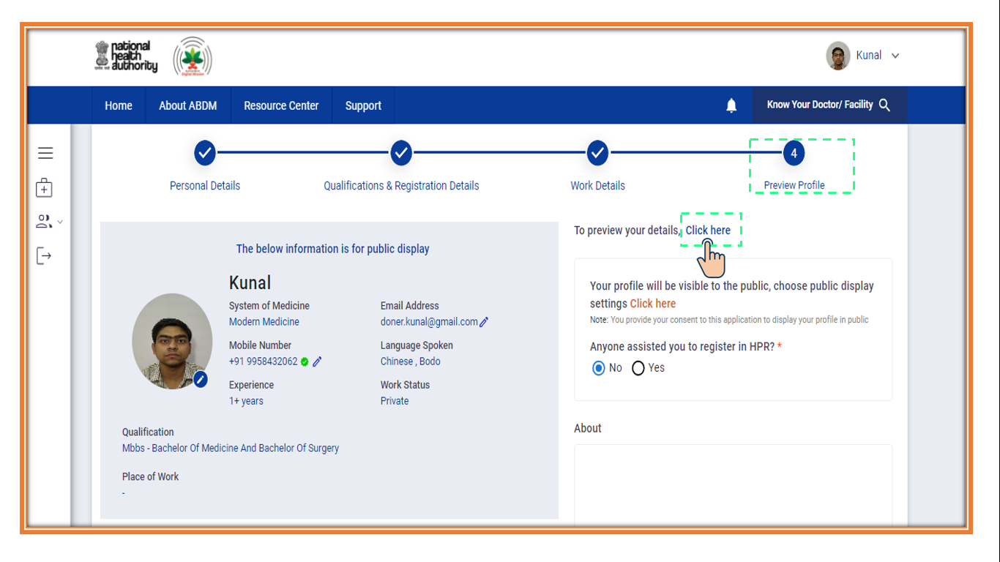 national
health
authority
Digital Mission
Kunal
Home
About ABDM
Resource Center
Support
Know Your Doctor/ Facility
4
Personal Details
Qualifications & Registration Details
Work Details
Preview Profile
The below information is for public display
Kunal
System of Medicine
Email Address
Modern Medicine
doner.kunal@gmail.com
Mobile Number
Language Spoken
+91 9958432062
Chinese , Bodo
Experience
Work Status
1+ years
Private
Qualification
Mbbs - Bachelor Of Medicine And Bachelor Of Surgery
Place of Work
-
To preview your details, Click here
Your profile will be visible to the public, choose public display
settings Click here
Note: You provide your consent to this application to display your profile in public
Anyone assisted you to register in HPR? *
No Yes
About